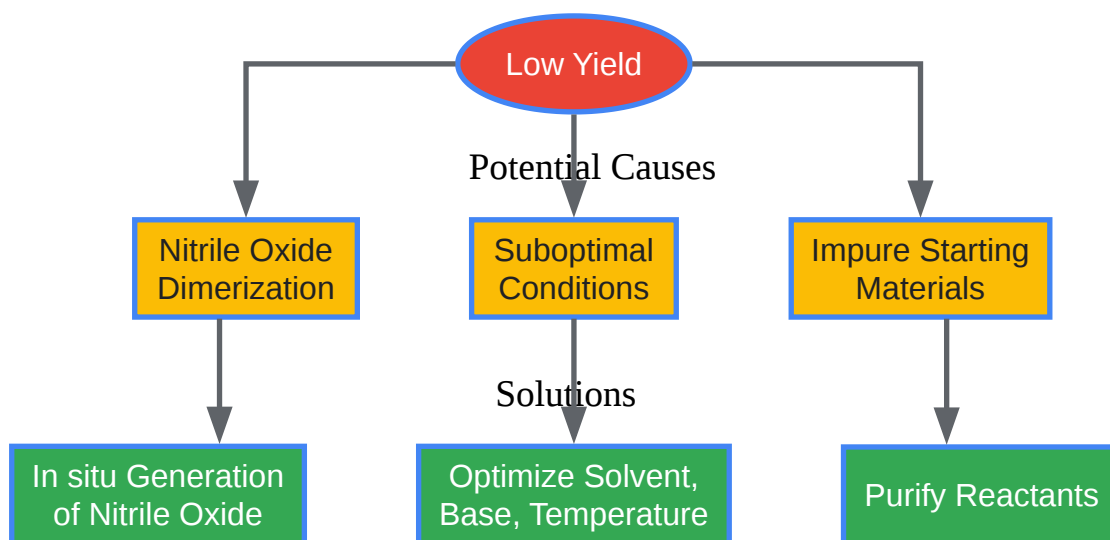 Low Yield
Potential Causes
Nitrile Oxide
Dimerization
Suboptimal
Conditions
Impure Starting
Materials
Solutions
In situ Generation
of Nitrile Oxide
Optimize Solvent,
Base, Temperature
Purify Reactants